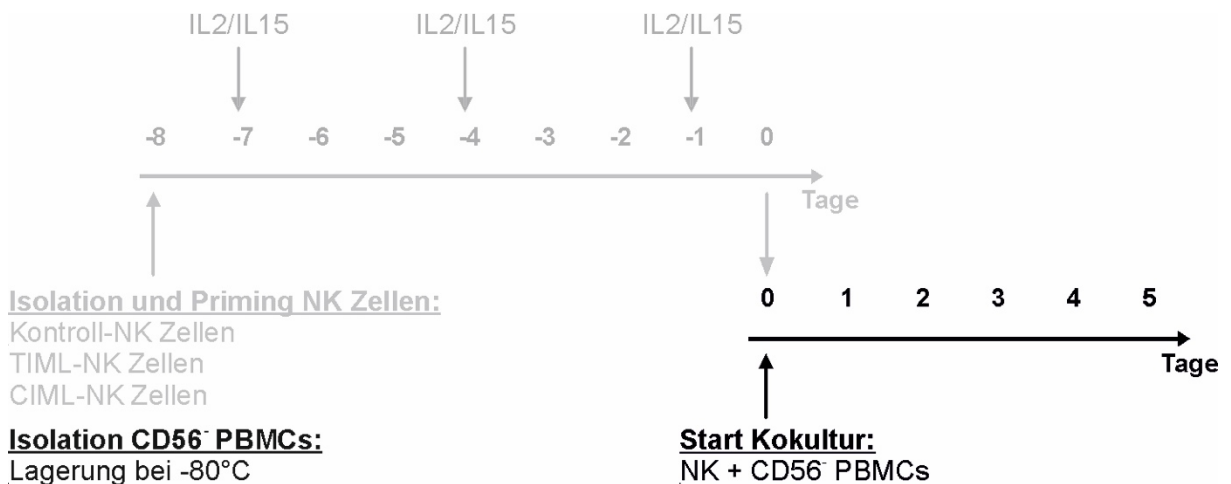 IL2/IL15 IL2/IL15 IL2/IL15
-8 -7 -6 -5 -4 -3 -2 -1 0
Tage
Isolation und Priming NK Zellen:
Kontroll-NK Zellen
TIML-NK Zellen
CIML-NK Zellen
0 1 2 3 4 5
Tage
Isolation CD56⁻ PBMCs:
Lagerung bei -80°C
Start Kokultur:
NK + CD56⁻ PBMCs